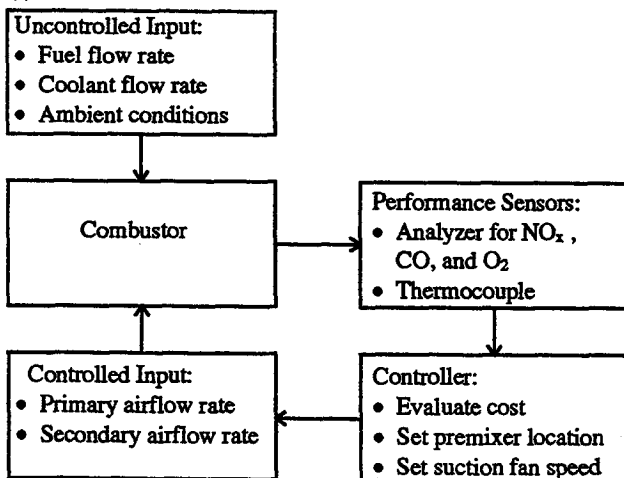 Uncontrolled Input:
• Fuel flow rate
• Coolant flow rate
• Ambient conditions
Combustor
Performance Sensors:
• Analyzer for NOx ,
CO, and O2
• Thermocouple
Controlled Input:
• Primary airflow rate
• Secondary airflow rate
Controller:
• Evaluate cost
• Set premixer location
• Set suction fan speed